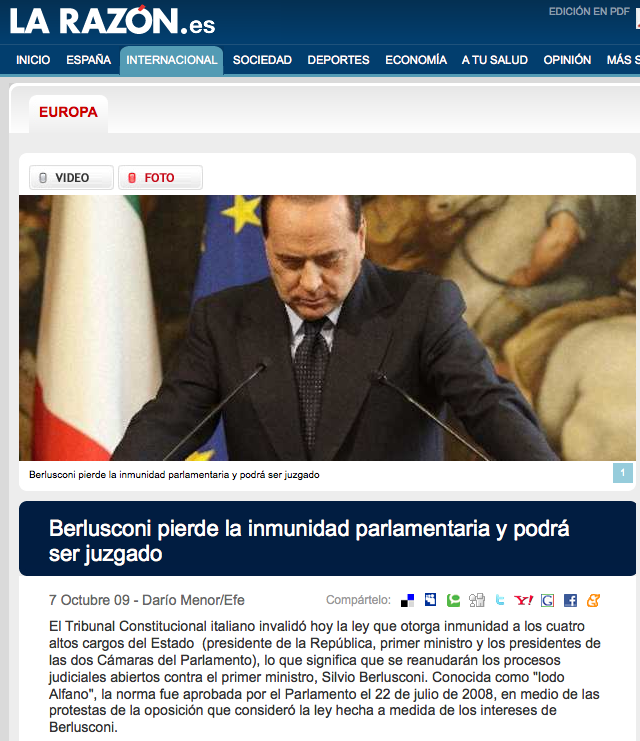 LA RAZÓN.es
EDICIÓN EN PDF
INICIO ESPAÑA INTERNACIONAL SOCIEDAD DEPORTES ECONOMÍA A TU SALUD OPINIÓN MÁS S
EUROPA
VIDEO FOTO
Berlusconi pierde la inmunidad parlamentaria y podrá ser juzgado
1
Berlusconi pierde la inmunidad parlamentaria y podrá
ser juzgado
7 Octubre 09 - Darío Menor/Efe
Compártelo:
Y!
G
f
El Tribunal Constitucional italiano invalidó hoy la ley que otorga inmunidad a los cuatro
altos cargos del Estado (presidente de la República, primer ministro y los presidentes de
las dos Cámaras del Parlamento), lo que significa que se reanudarán los procesos
judiciales abiertos contra el primer ministro, Silvio Berlusconi. Conocida como "lodo
Alfano", la norma fue aprobada por el Parlamento el 22 de julio de 2008, en medio de las
protestas de la oposición que consideró la ley hecha a medida de los intereses de
Berlusconi.